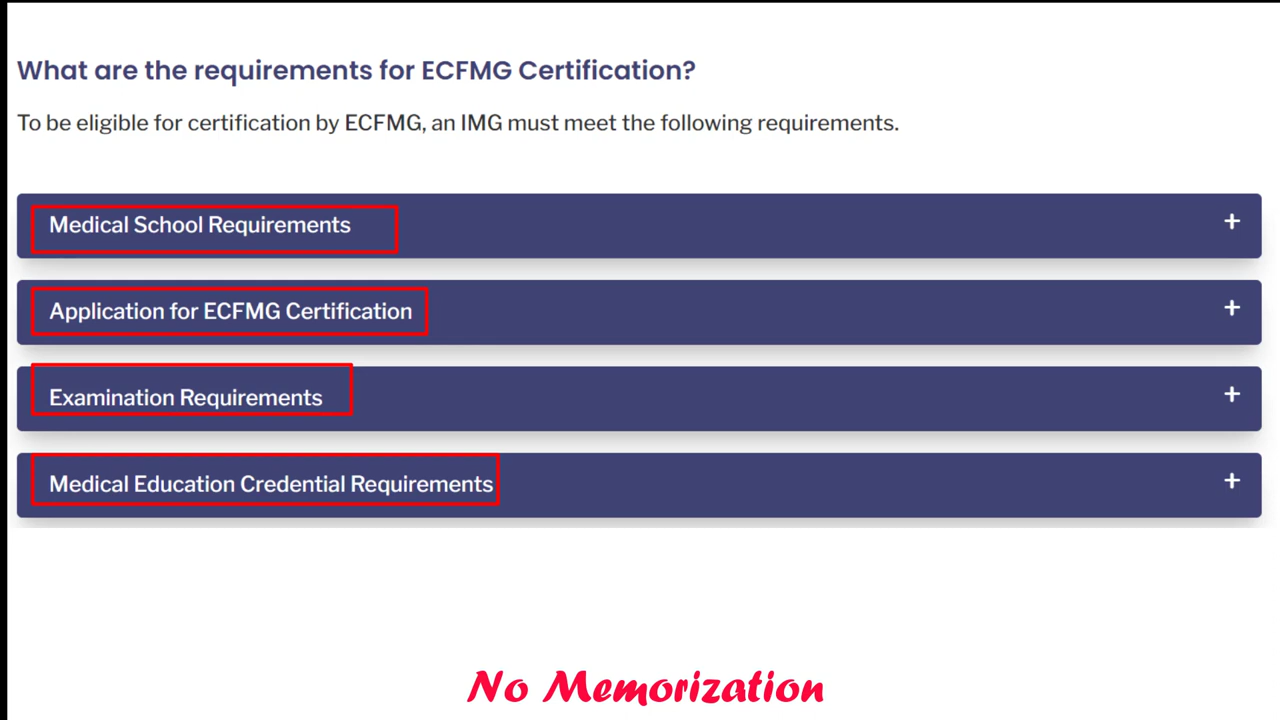 What are the requirements for ECFMG Certification?
To be eligible for certification by ECFMG, an IMG must meet the following requirements.
Medical School Requirements
+
Application for ECFMG Certification
+
Examination Requirements
+
Medical Education Credential Requirements
+
No Memorization